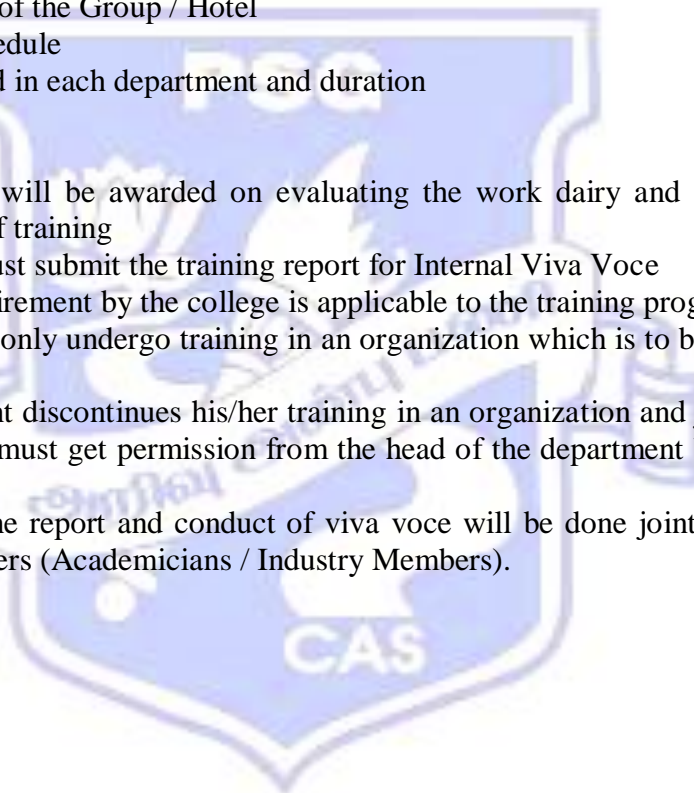 of the Group / Hotel
edule
d in each department and duration
PSG
will be awarded on evaluating the work dairy and
f training
ust submit the training report for Internal Viva Voce
irement by the college is applicable to the training prog
only undergo training in an organization which is to b
nt discontinues his/her training in an organization and
must get permission from the head of the department
he report and conduct of viva voce will be done joint
ers (Academicians / Industry Members).
CAS